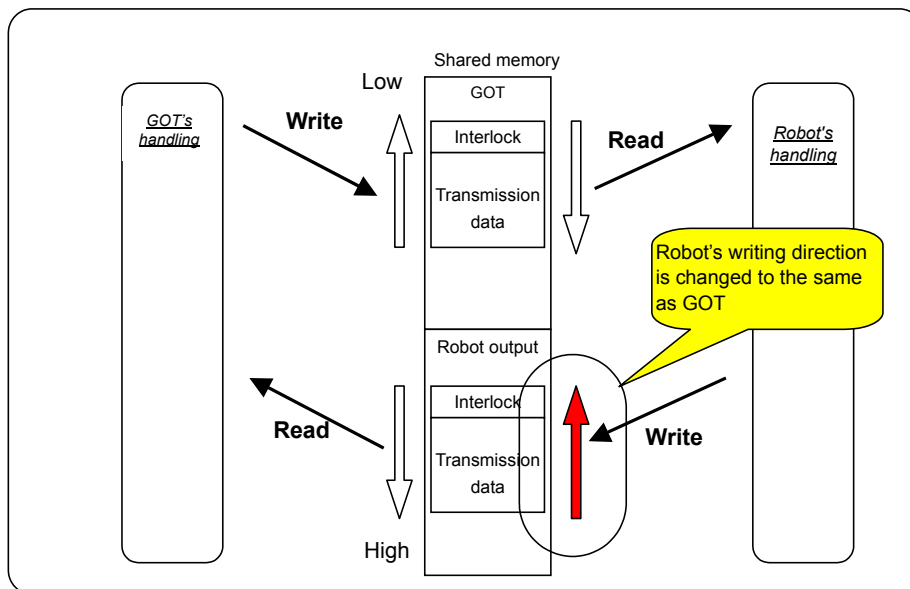 Shared memory
Low
GOT
GOT's
handling
Write
Interlock
Transmission
data
Read
Robot's
handling
Robot's writing direction
is changed to the same
as GOT
Robot output
Read
Interlock
Transmission
data
Write
High